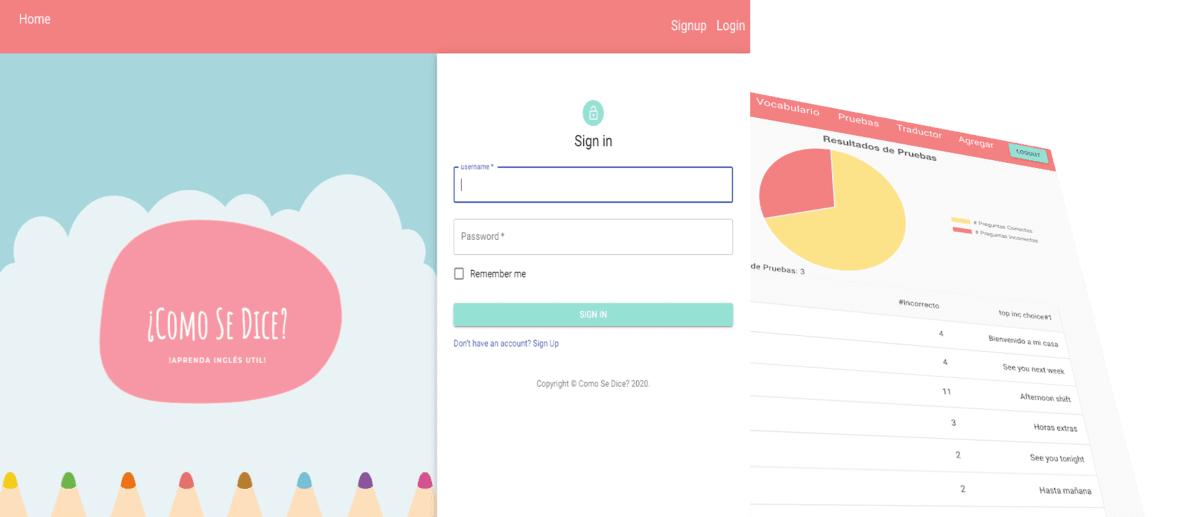 Home
Signup Login
Sign in
username *
Password *
Remember me
SIGN IN
Don't have an account? Sign Up
Copyright © Como Se Dice? 2020.
¿COMO SE DICE?
!APRENDA INGLÉS UTIL!
Vocabulario Pruebas Traductor Agregar LOGOUT
Resultados de Pruebas
# Preguntas Correctas
# Preguntas Incorrectas
de Pruebas: 3
#incorrecto top inc choice#1
4 Bienvenido a mi casa
4 See you next week
11 Afternoon shift
3 Horas extras
2 See you tonight
2 Hasta mañana